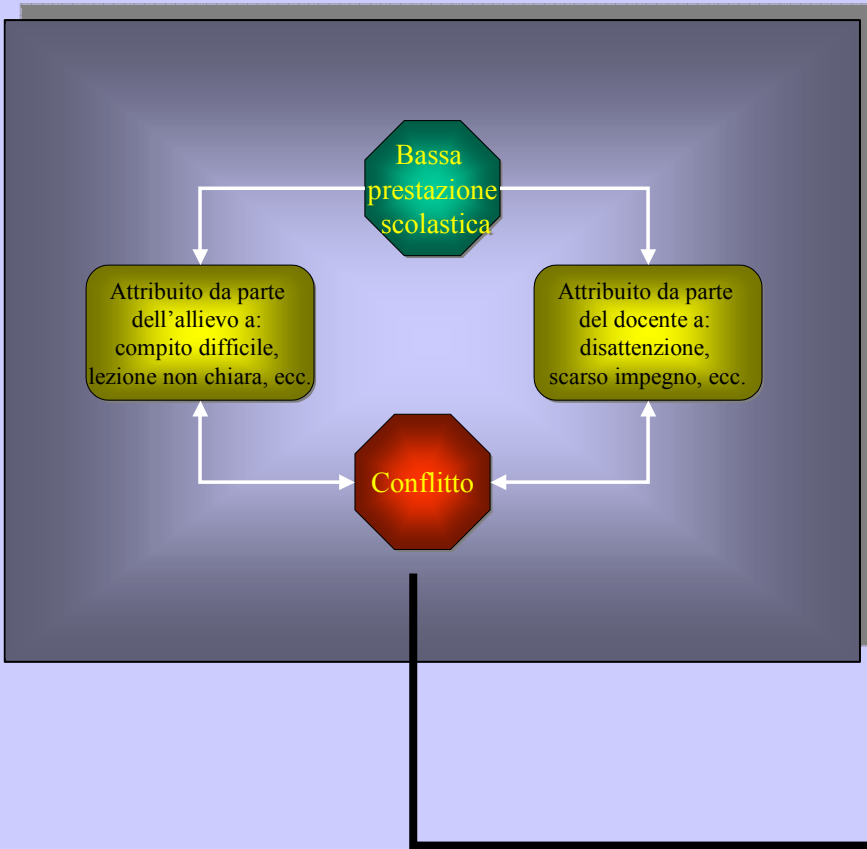 Bassa
prestazione
scolastica
Attribuito da parte
dell’allievo a:
compito difficile,
lezione non chiara, ecc.
Attribuito da parte
del docente a:
disattenzione,
scarso impegno, ecc.
Conflitto